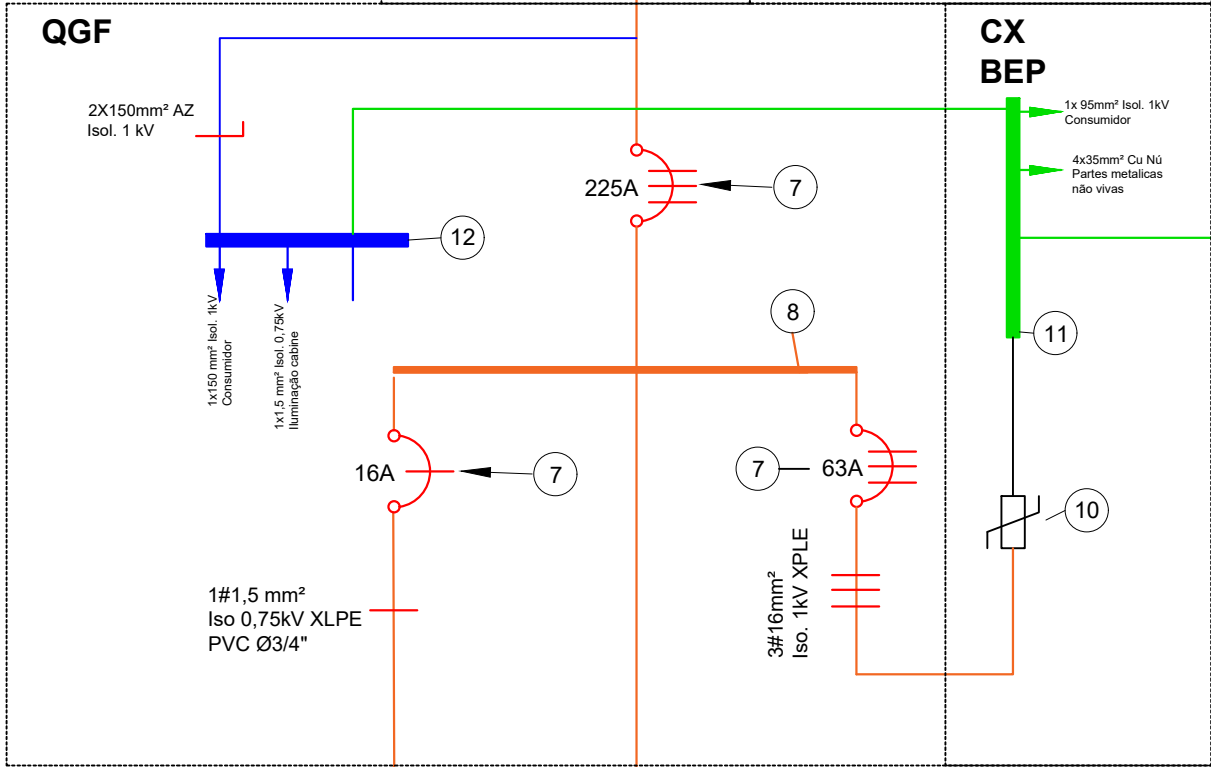 QGF
CX
BEP
2X150mm² AZ
Isol. 1 kV
1x 95mm² Isol. 1kV
Consumidor
4x35mm² Cu Nú
Partes metalicas
não vivas
225A
7
12
8
11
1x150 mm² Isol. 1kV
Consumidor
1x1,5 mm² Isol. 0,75kV
Iluminação cabine
16A
7
7
63A
10
1#1,5 mm²
Iso 0,75kV XLPE
PVC Ø3/4"
3#16mm²
Iso. 1kV XPLE